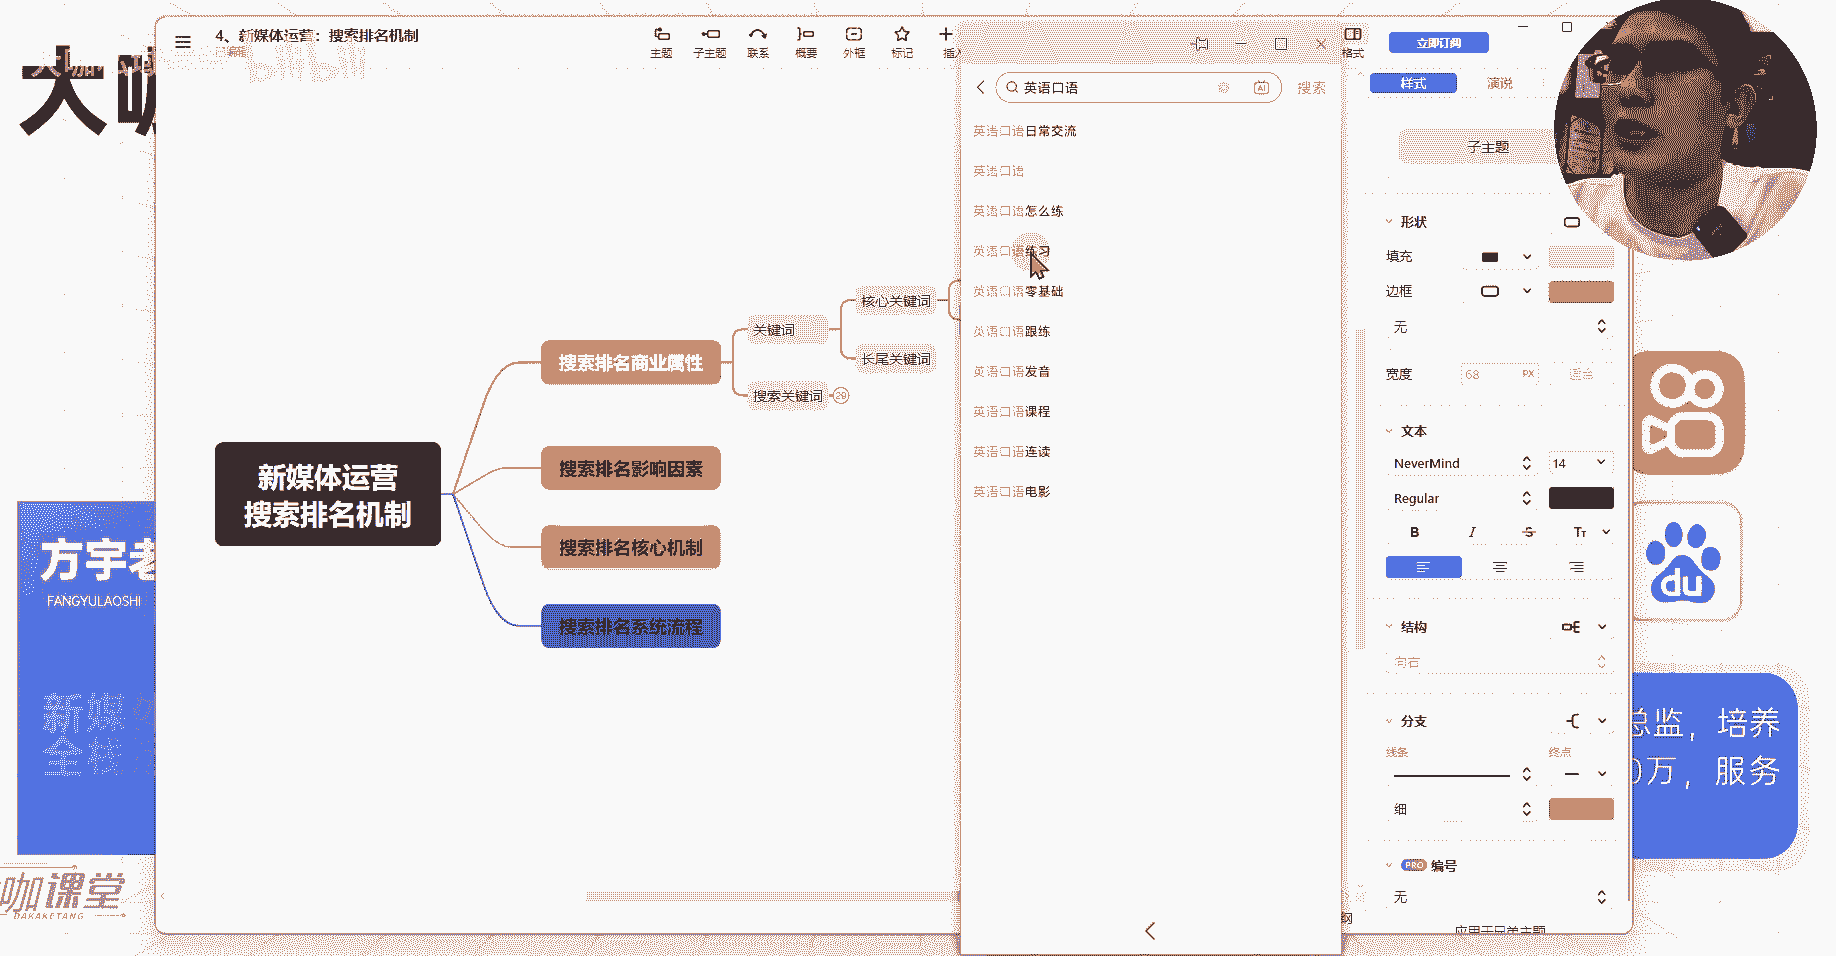 4、新媒体运营：搜索排名机制
已编辑
主题
子主题
联系
概要
外框
标记
插入
格式
立即订阅
样式
演说
子主题
英语口语
搜索
英语口语日常交流
英语口语
英语口语怎么练
英语口语练习
英语口语零基础
英语口语跟练
英语口语发音
英语口语课程
英语口语连读
英语口语电影
核心关键词
关键词
长尾关键词
搜索排名商业属性
搜索关键词
29
新媒体运营
搜索排名机制
搜索排名影响因素
搜索排名核心机制
搜索排名系统流程
形状
填充
边框
无
宽度
68
PX
文本
NeverMind
14
Regular
B
I
S
TT
结构
向右
分支
线条
终点
细
PRO
编号
无
应用于兄弟主题
大咖
方宇老
FANGYULAOSHI
新媒
全栈
咖课堂
DAKAKETANG
du
总监，培养
0万，服务